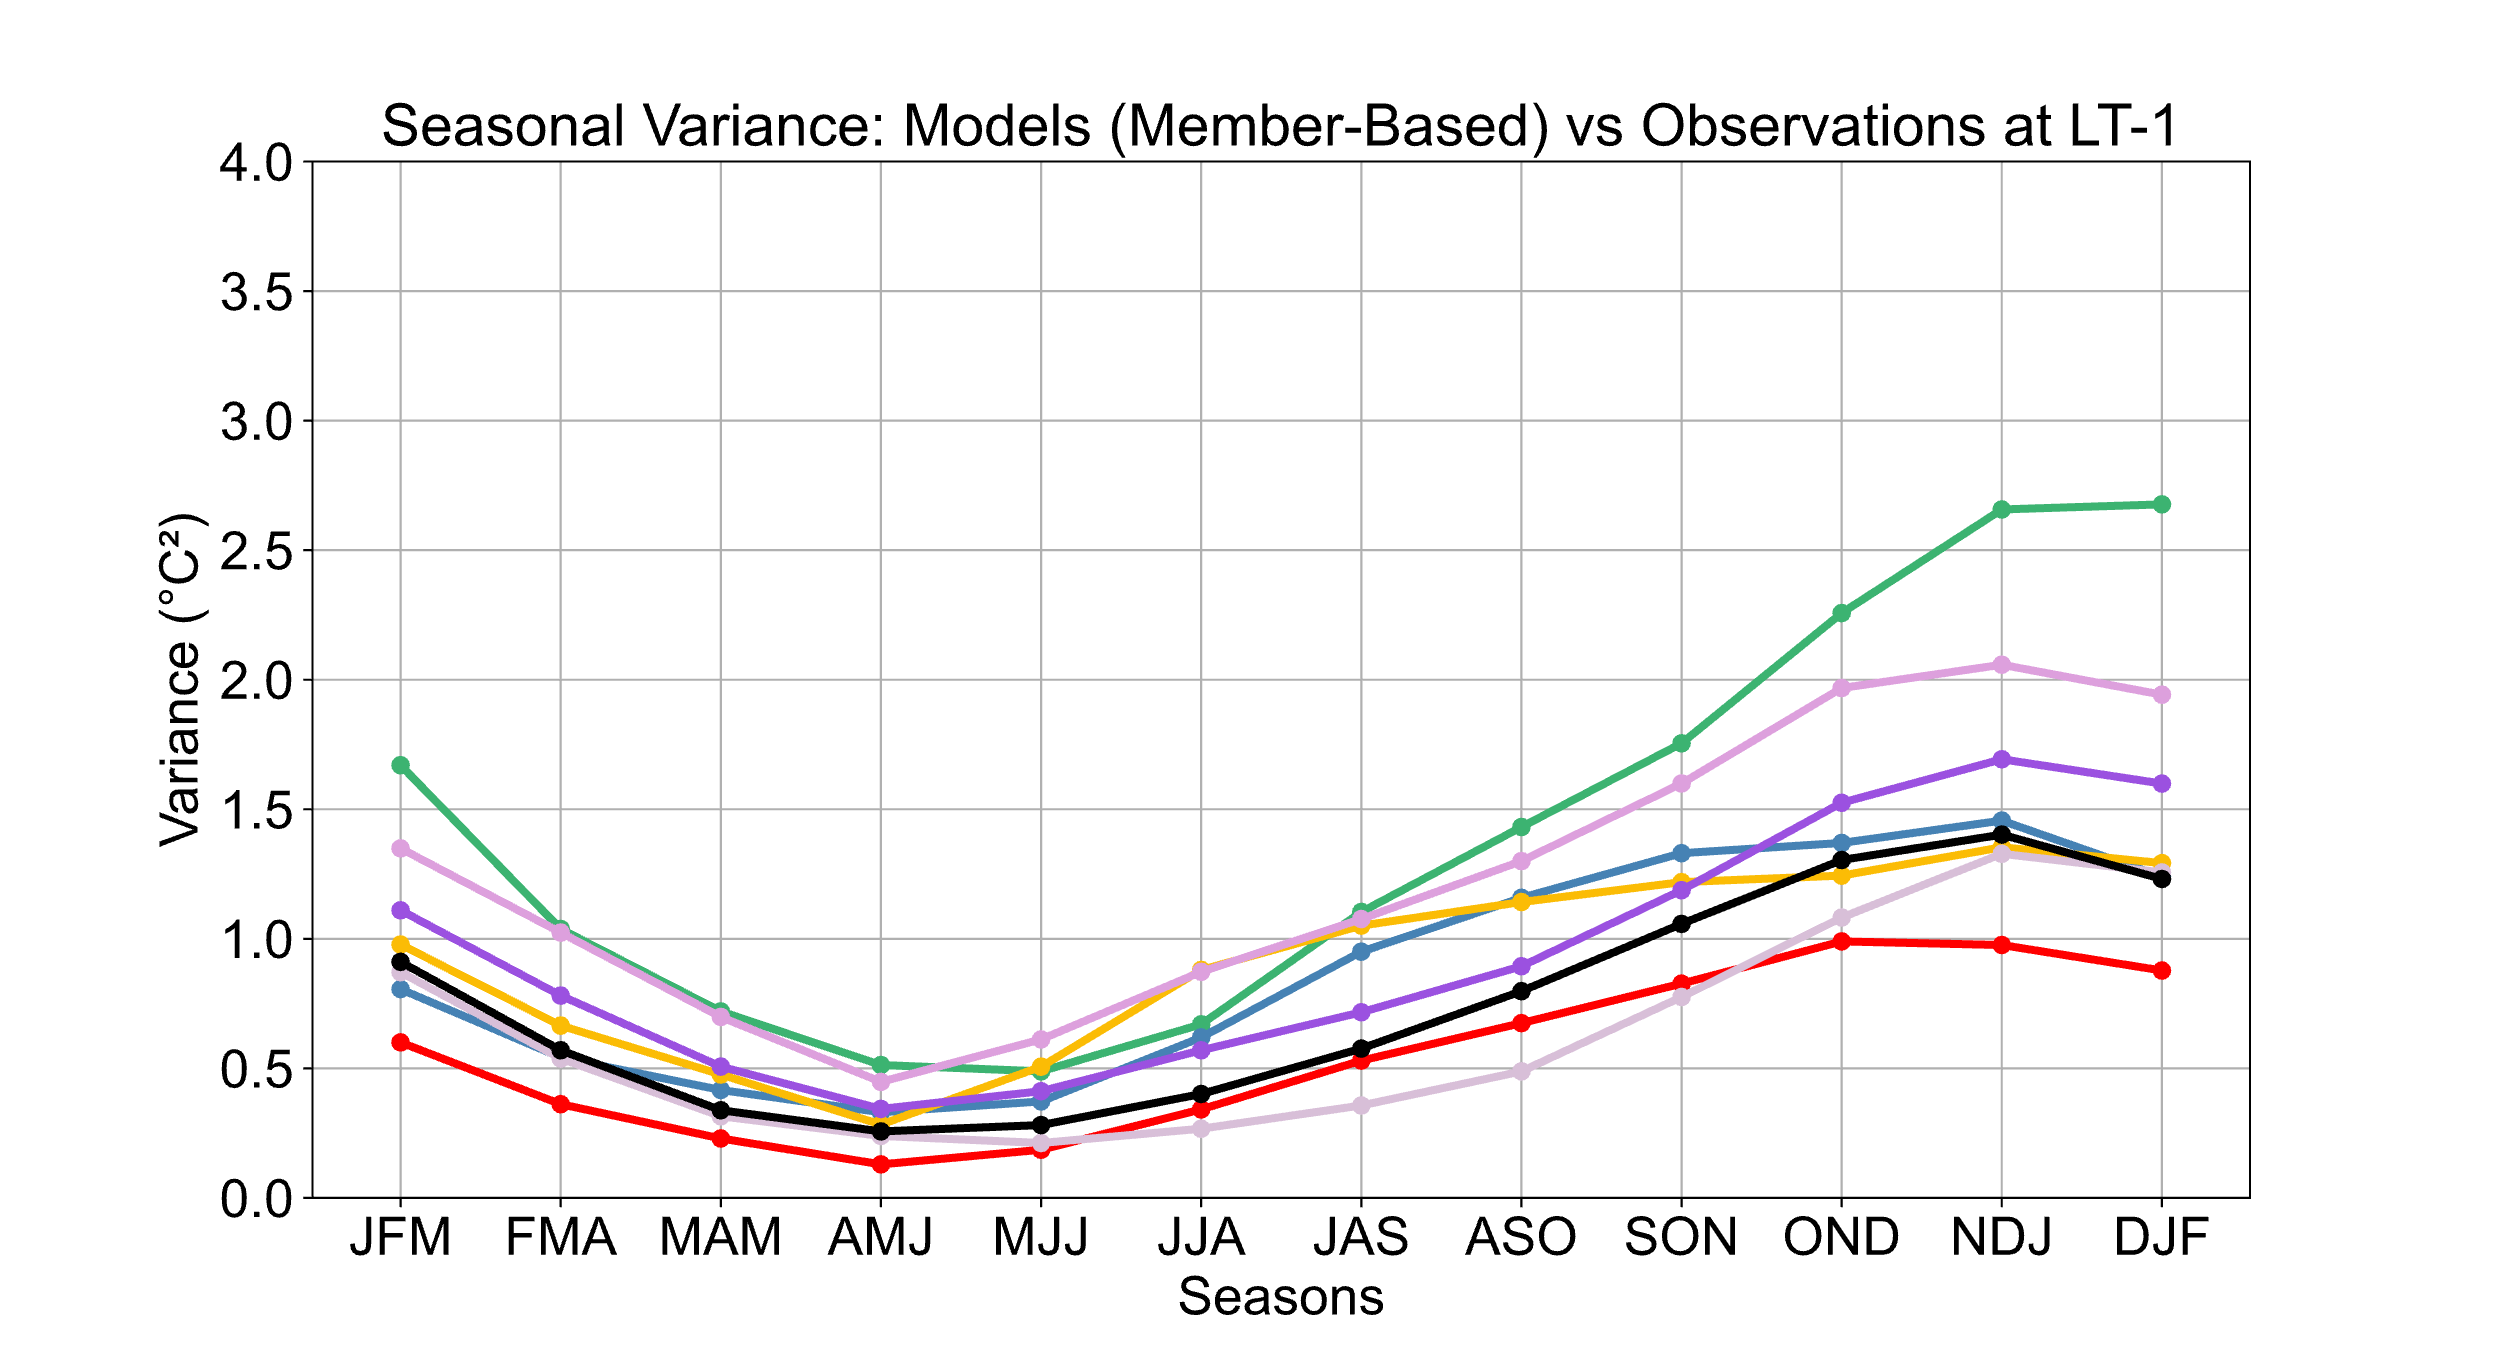 Seasonal Variance: Models (Member-Based) vs Observations at LT-1
4.0
3.5
3.0
2.5
2.0
1.5
1.0
0.5
0.0
Variance (°C²)
JFM FMA MAM AMJ MJJ JJA JAS ASO SON OND NDJ DJF
Seasons